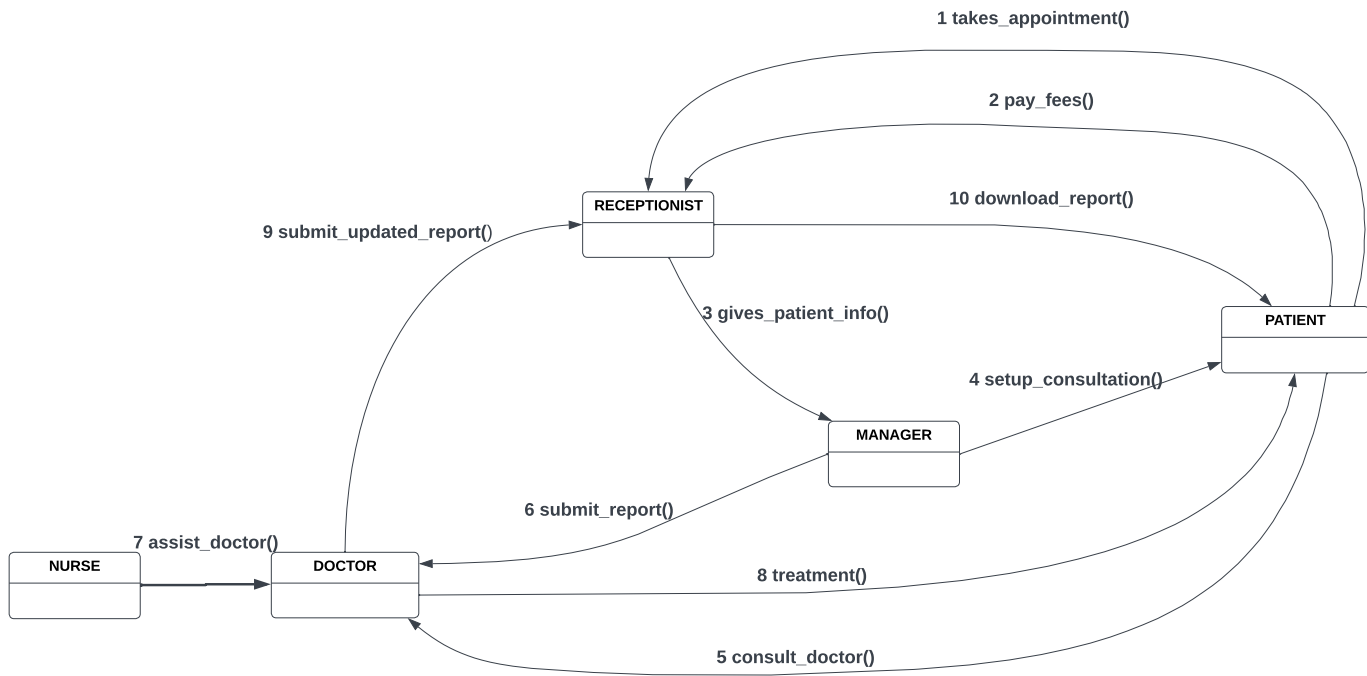 1 takes_appointment()
2 pay_fees()
RECEPTIONIST
10 download_report()
9 submit_updated_report()
3 gives_patient_info()
PATIENT
4 setup_consultation()
MANAGER
6 submit_report()
7 assist_doctor()
NURSE
DOCTOR
8 treatment()
5 consult_doctor()